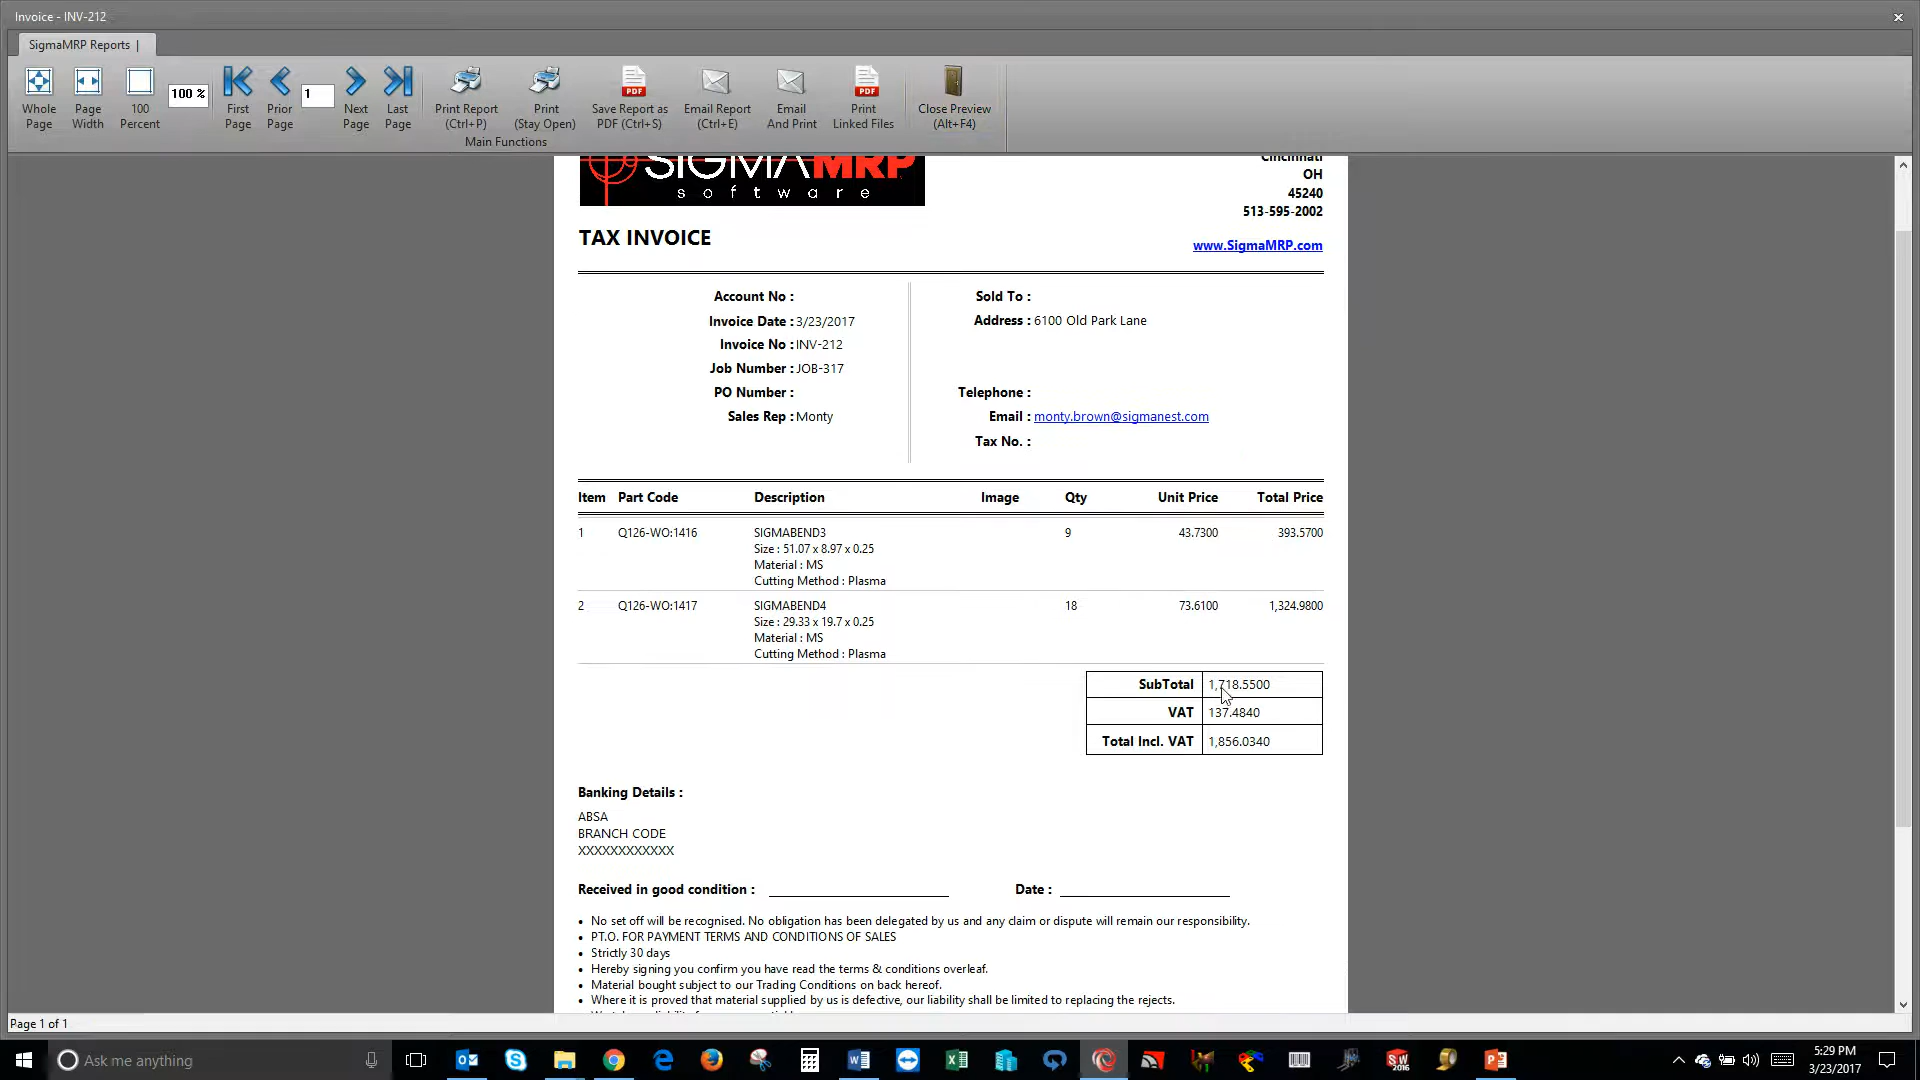 Invoice - INV-212
SigmaMRP Reports |
Whole Page
Page Width
100 Percent
100 %
First Page
Prior Page
1
Next Page
Last Page
Print Report (Ctrl+P)
Print (Stay Open)
Save Report as PDF (Ctrl+S)
Email Report (Ctrl+E)
Email And Print
Print Linked Files
Close Preview (Alt+F4)
Main Functions
SIGMAMRP
software
Cincinnati
OH
45240
513-595-2002
TAX INVOICE
www.SigmaMRP.com
Account No :
Invoice Date : 3/23/2017
Invoice No : INV-212
Job Number : JOB-317
PO Number :
Sales Rep : Monty
Sold To :
Address : 6100 Old Park Lane
Telephone :
Email : monty.brown@sigmanest.com
Tax No. :
Item Part Code Description Image Qty Unit Price Total Price
1 Q126-WO:1416 SIGMABEND3 9 43.7300 393.5700
Size : 51.07 x 8.97 x 0.25
Material : MS
Cutting Method : Plasma
2 Q126-WO:1417 SIGMABEND4 18 73.6100 1,324.9800
Size : 29.33 x 19.7 x 0.25
Material : MS
Cutting Method : Plasma
SubTotal 1,718.5500
VAT 137.4840
Total Incl. VAT 1,856.0340
Banking Details :
ABSA
BRANCH CODE
XXXXXXXXXXXX
Received in good condition :
Date :
• No set off will be recognised. No obligation has been delegated by us and any claim or dispute will remain our responsibility.
• PT.O. FOR PAYMENT TERMS AND CONDITIONS OF SALES
• Strictly 30 days
• Hereby signing you confirm you have read the terms & conditions overleaf.
• Material bought subject to our Trading Conditions on back hereof.
• Where it is proved that material supplied by us is defective, our liability shall be limited to replacing the rejects.
Page 1 of 1
Ask me anything
5:29 PM
3/23/2017